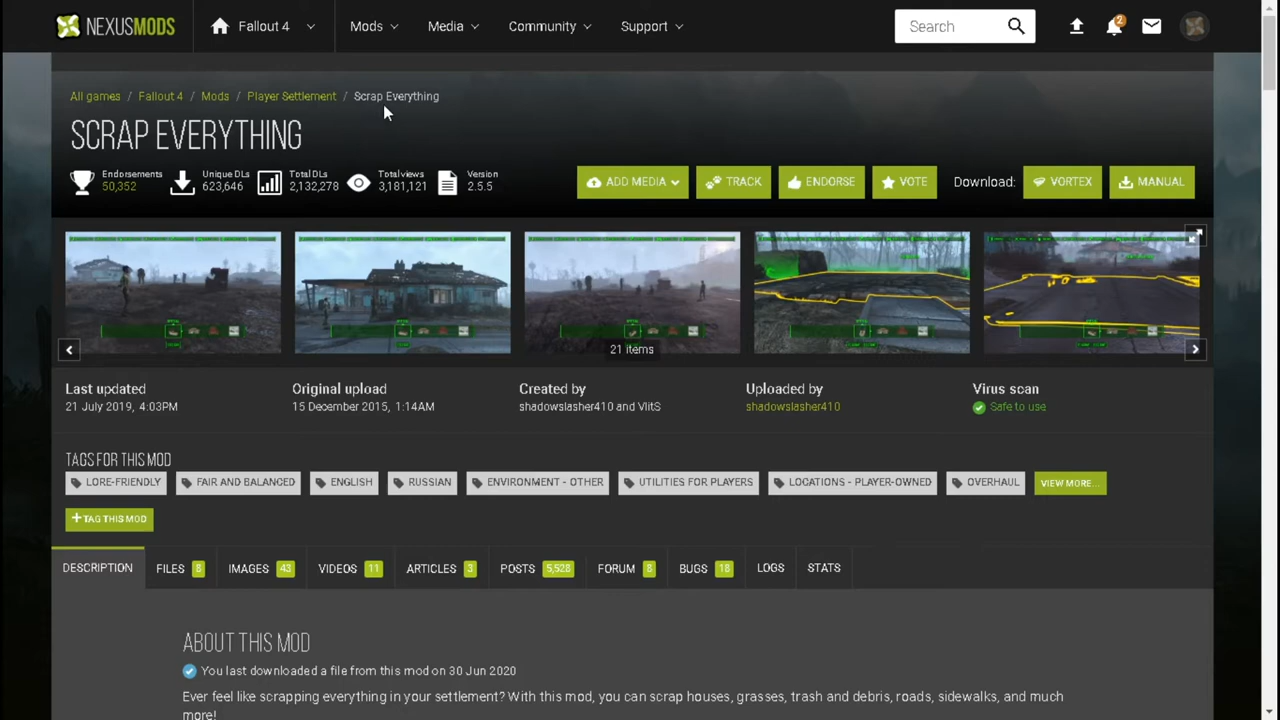 NEXUSMODS Fallout 4 Mods Media Community Support Search 2
All games / Fallout 4 / Mods / Player Settlement / Scrap Everything
SCRAP EVERYTHING
Endorsements Unique DLs Total DLs Total views Version
50,352 623,646 2,132,278 3,181,121 2.5.5
ADD MEDIA TRACK ENDORSE VOTE Download: VORTEX MANUAL
21 items
Last updated Original upload Created by Uploaded by Virus scan
21 July 2019, 4:03PM 15 December 2015, 1:14AM shadowslasher410 and VlitS shadowslasher410 Safe to use
TAGS FOR THIS MOD
LORE-FRIENDLY FAIR AND BALANCED ENGLISH RUSSIAN ENVIRONMENT - OTHER UTILITIES FOR PLAYERS LOCATIONS - PLAYER-OWNED OVERHAUL VIEW MORE...
+ TAG THIS MOD
DESCRIPTION FILES 8 IMAGES 43 VIDEOS 11 ARTICLES 3 POSTS 5,528 FORUM 8 BUGS 18 LOGS STATS
ABOUT THIS MOD
You last downloaded a file from this mod on 30 Jun 2020
Ever feel like scrapping everything in your settlement? With this mod, you can scrap houses, grasses, trash and debris, roads, sidewalks, and much
more!